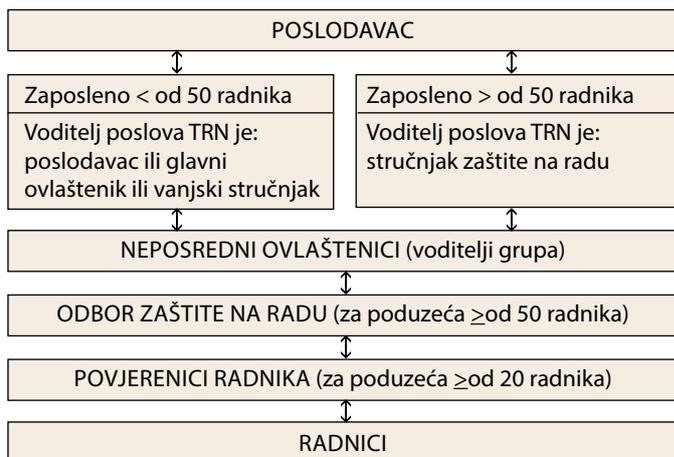 POSLODAVAC
Zaposleno < od 50 radnika
Voditelj poslova TRN je:
poslodavac ili glavni
ovlaštenik ili vanjski stručnjak
Zaposleno > od 50 radnika
Voditelj poslova TRN je:
stručnjak zaštite na radu
NEPOSREDNI OVLAŠTENICI (voditelji grupa)
ODBOR ZAŠTITE NA RADU (za poduzeća ≥od 50 radnika)
POVJERENICI RADNIKA (za poduzeća ≥od 20 radnika)
RADNICI